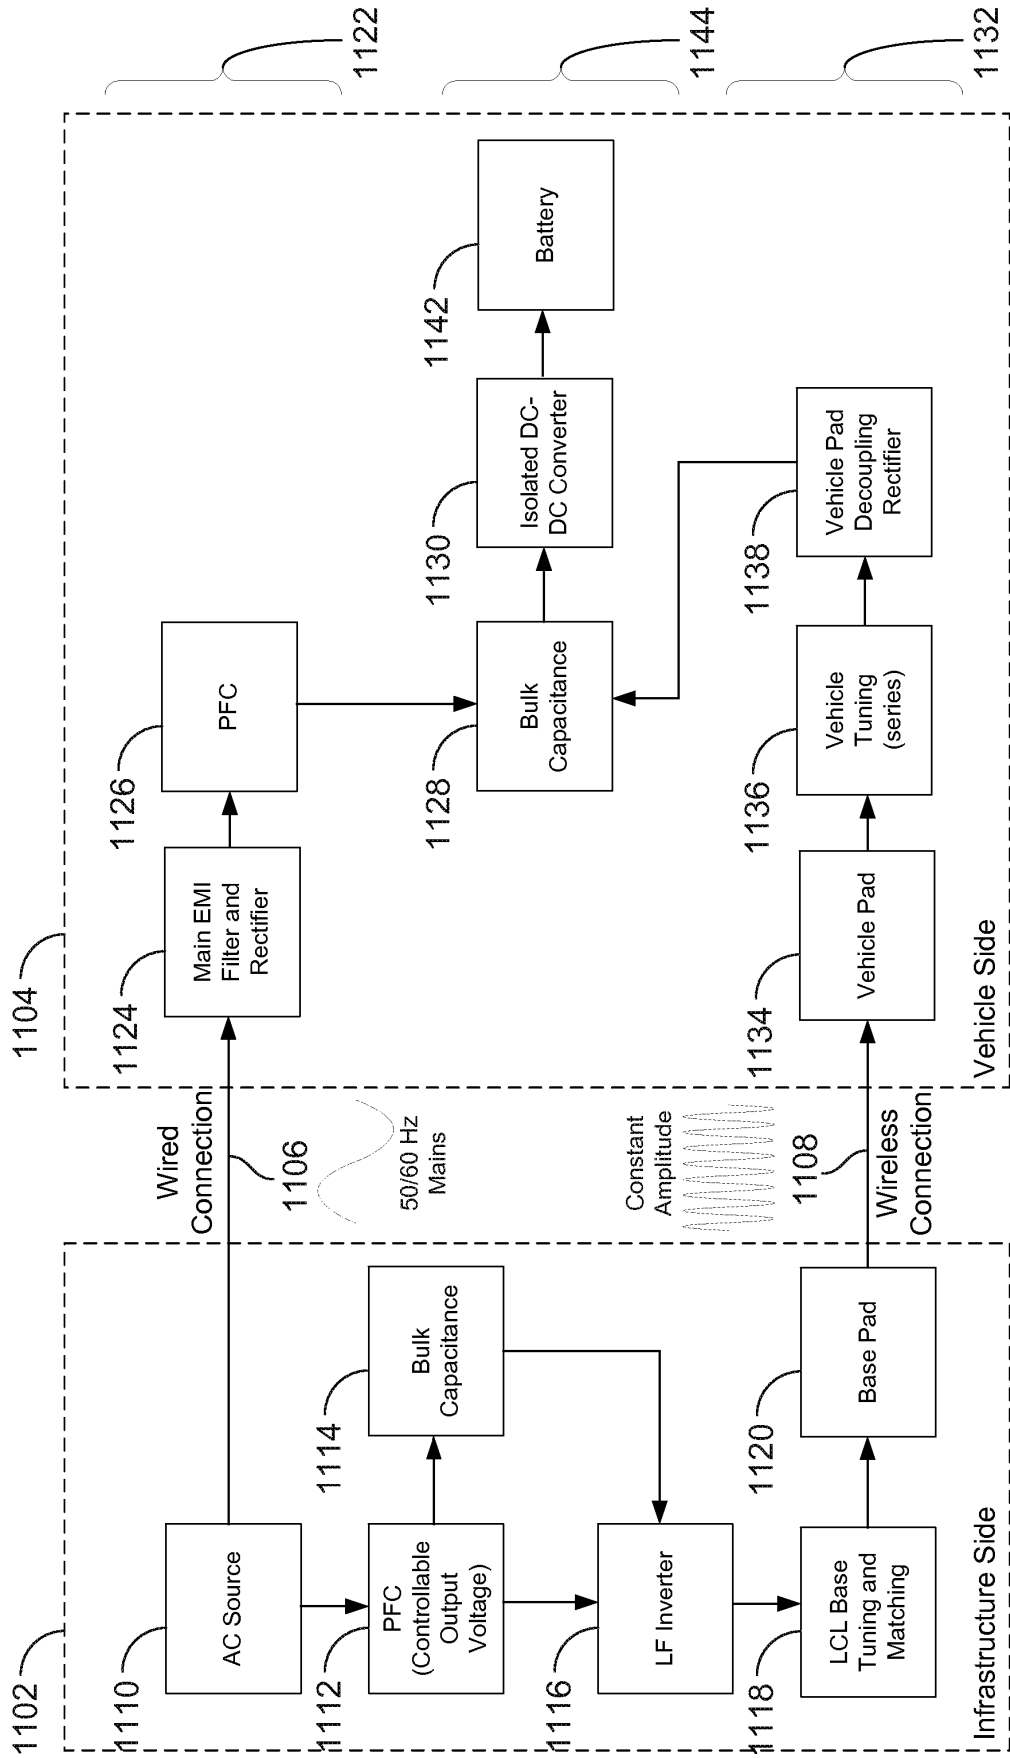 1102
1110
AC Source
1112
PFC
(Controllable
Output
Voltage)
1114
Bulk
Capacitance
1116
LF Inverter
1118
LCL Base
Tuning and
Matching
1120
Base Pad
Infrastructure Side
Wired
Connection
1106
50/60 Hz
Mains
Constant
Amplitude
1108
Wireless
Connection
1104
1124
Main EMI
Filter and
Rectifier
1126
PFC
1122
1128
Bulk
Capacitance
1130
Isolated DC-
DC Converter
1142
Battery
1144
1134
Vehicle Pad
1136
Vehicle
Tuning
(series)
1138
Vehicle Pad
Decoupling
Rectifier
1132
Vehicle Side